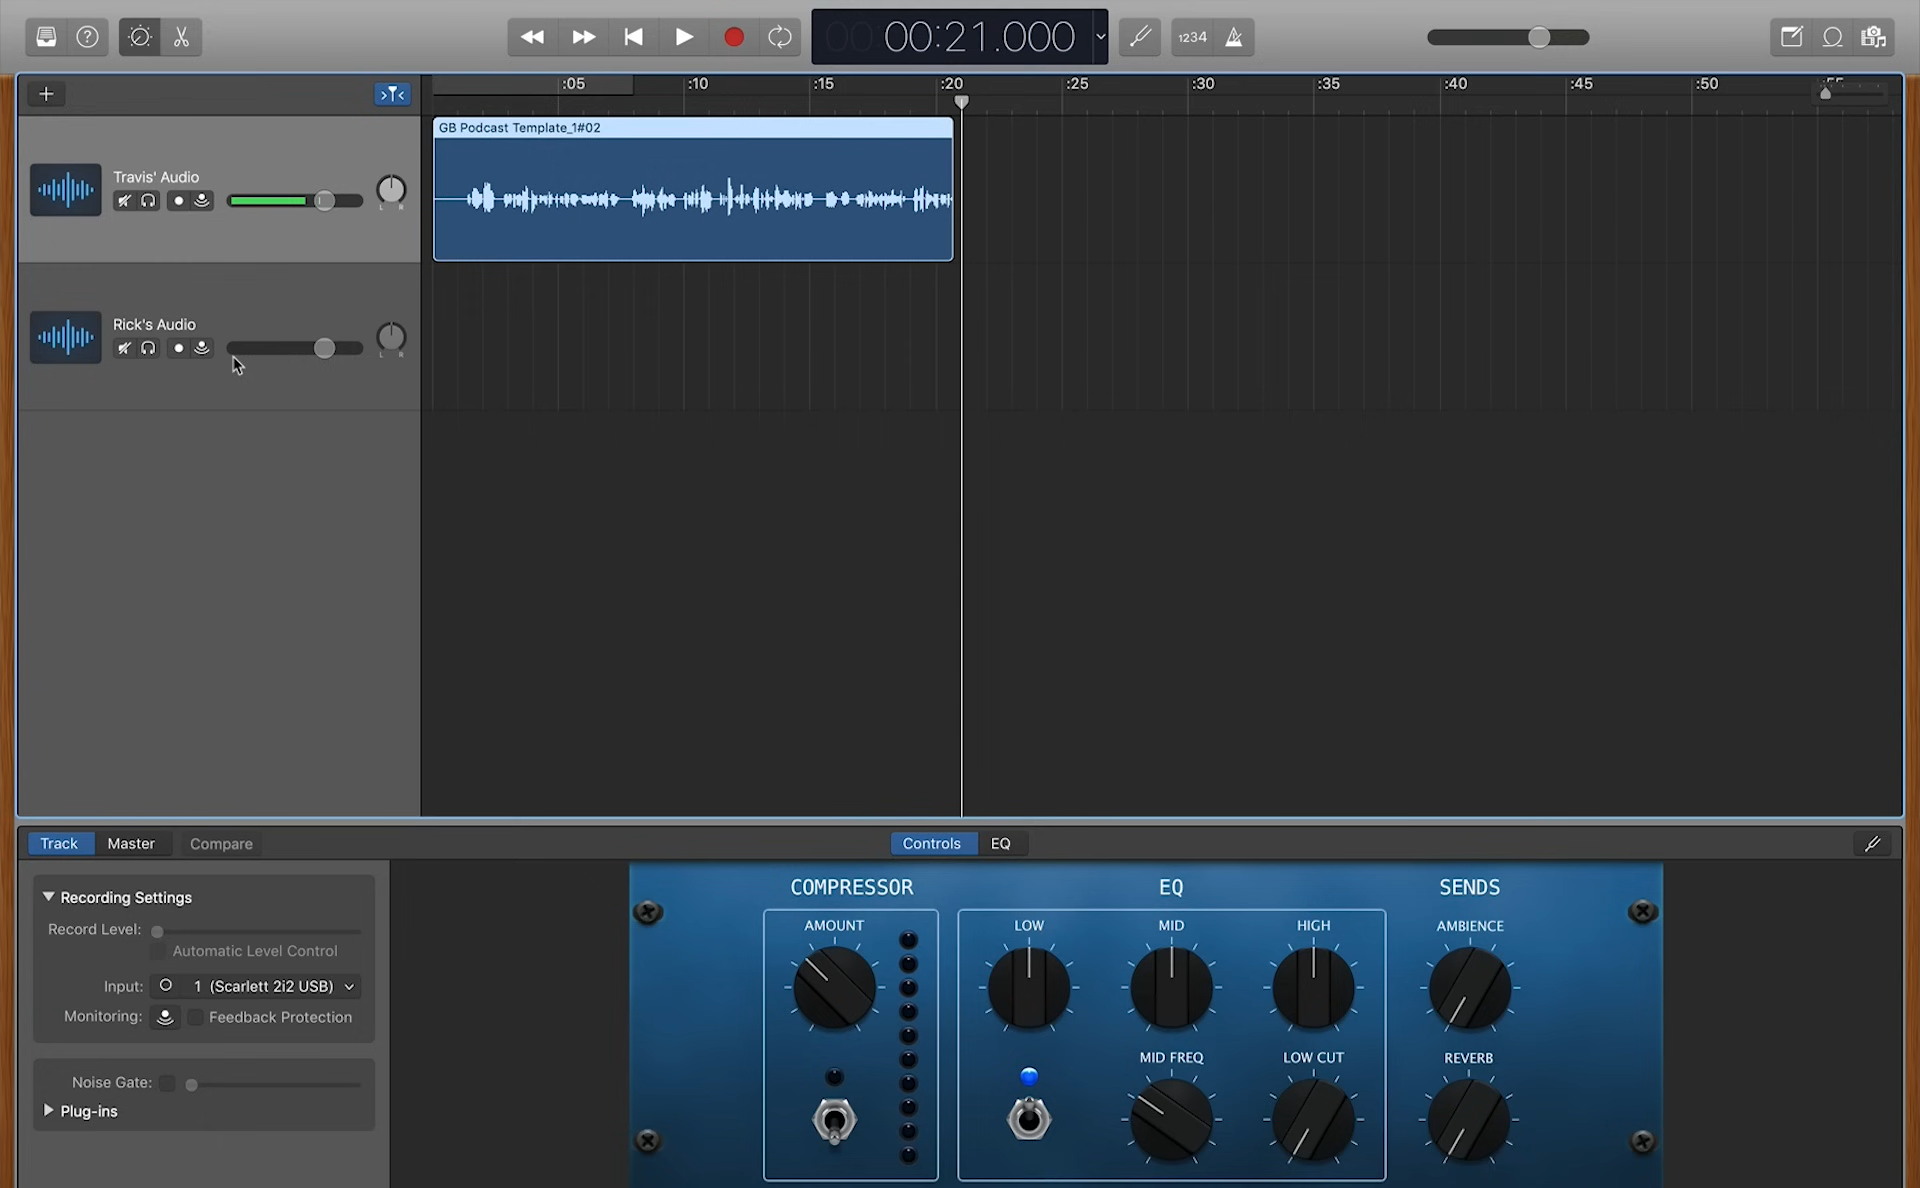 00:00:21.000
1234
:05
:10
:15
:20
:25
:30
:35
:40
:45
:50
:55
GB Podcast Template_1#02
Travis' Audio
L R
Rick's Audio
L R
Track
Master
Compare
Controls
EQ
Recording Settings
Record Level:
Automatic Level Control
Input: 1 (Scarlett 2i2 USB)
Monitoring: Feedback Protection
Noise Gate:
Plug-ins
COMPRESSOR
AMOUNT
EQ
LOW
MID
HIGH
MID FREQ
LOW CUT
SENDS
AMBIENCE
REVERB